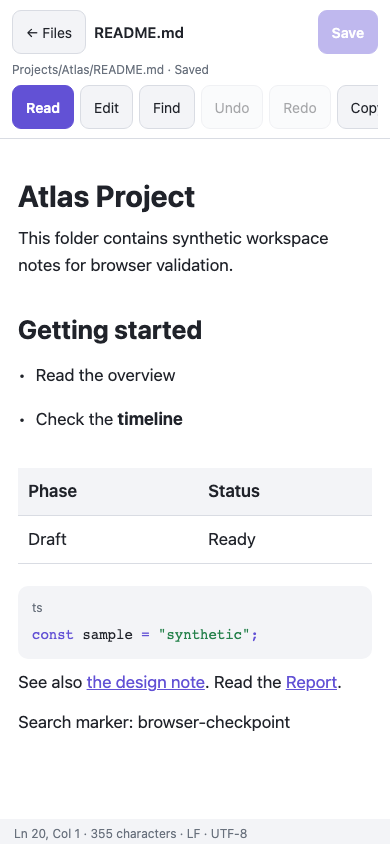 ← Files
README.md
Save
Projects/Atlas/README.md · Saved
Read
Edit
Find
Undo
Redo
Atlas Project
This folder contains synthetic workspace
notes for browser validation.
Getting started
• Read the overview
• Check the timeline
Phase Status
Draft Ready
ts
const sample = "synthetic";
See also the design note. Read the Report.
Search marker: browser-checkpoint
Ln 20, Col 1 · 355 characters · LF · UTF-8